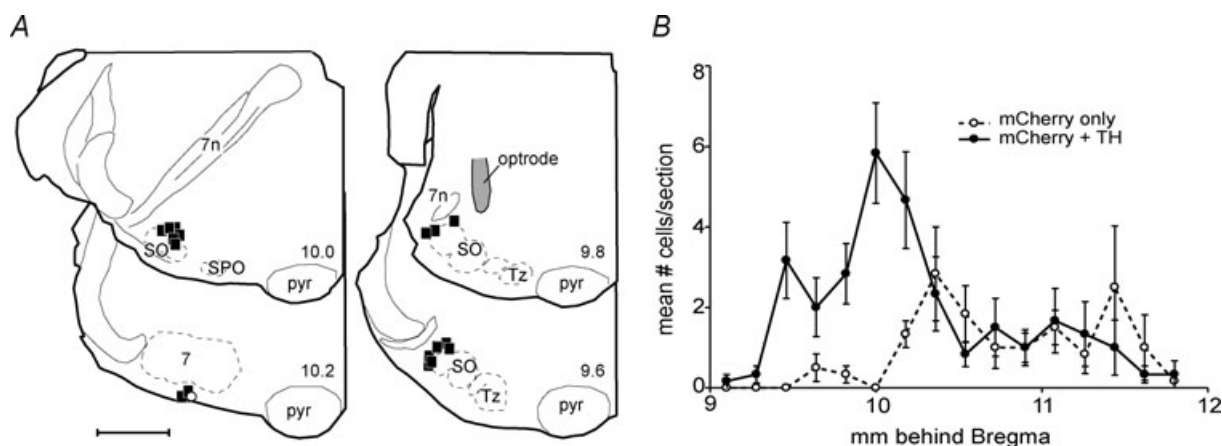 A
7n
SO
SPO
10.0
pyr
7
10.2
pyr
optrode
7n
SO
9.8
Tz
pyr
SO
9.6
Tz
pyr
B
8
6
4
2
0
mean # cells/section
mCherry only
mCherry + TH
9
10
11
12
mm behind Bregma